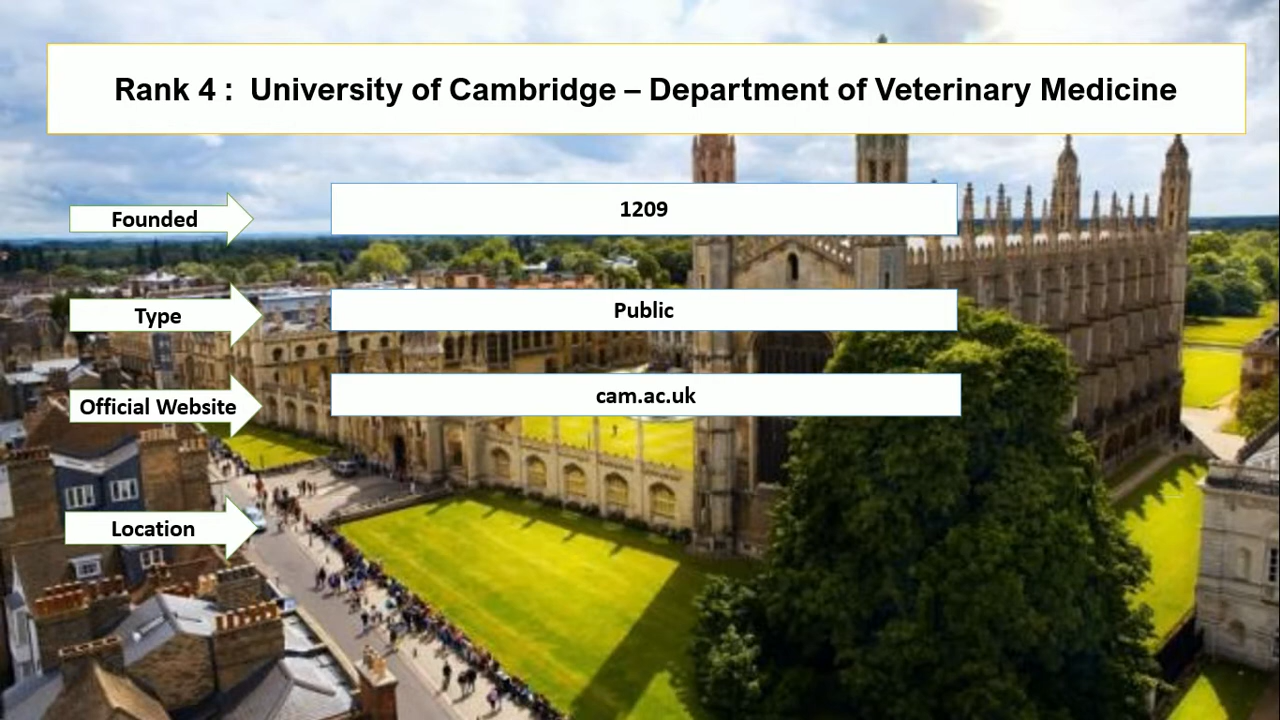 Rank 4 : University of Cambridge – Department of Veterinary Medicine
Founded
1209
Type
Public
Official Website
cam.ac.uk
Location